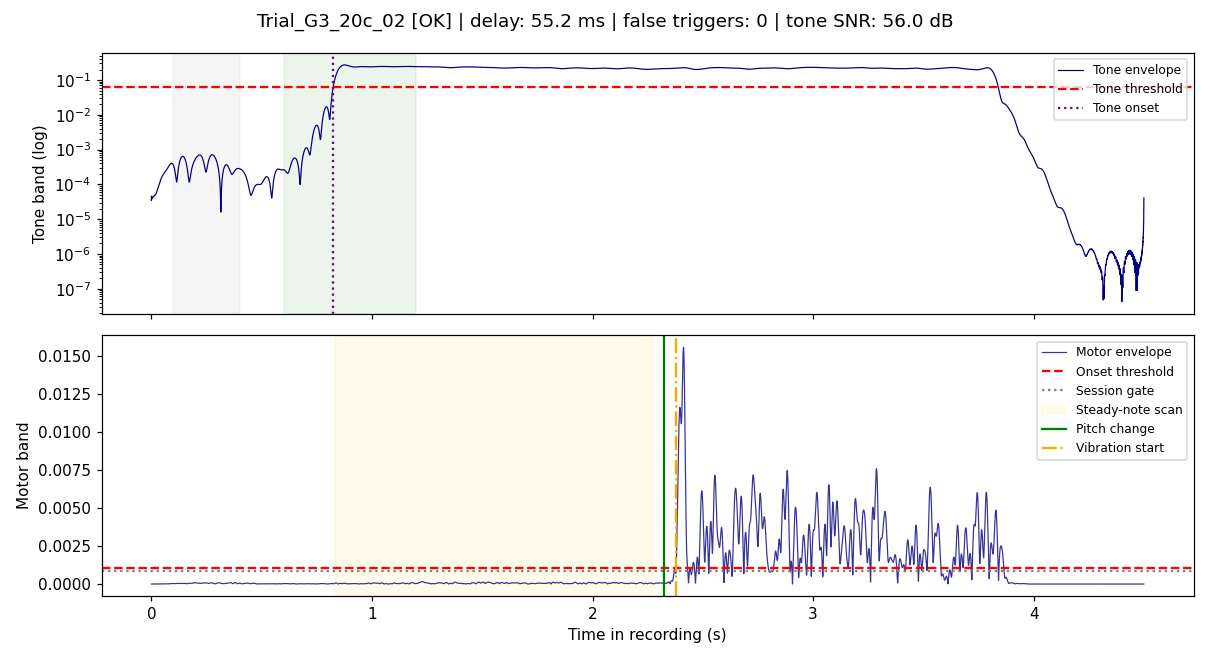 Trial_G3_20c_02 [OK] | delay: 55.2 ms | false triggers: 0 | tone SNR: 56.0 dB
Tone band (log)
10⁻¹
10⁻²
10⁻³
10⁻⁴
10⁻⁵
10⁻⁶
10⁻⁷
Tone envelope
Tone threshold
Tone onset
Motor band
0.0150
0.0125
0.0100
0.0075
0.0050
0.0025
0.0000
Motor envelope
Onset threshold
Session gate
Steady-note scan
Pitch change
Vibration start
0 1 2 3 4
Time in recording (s)